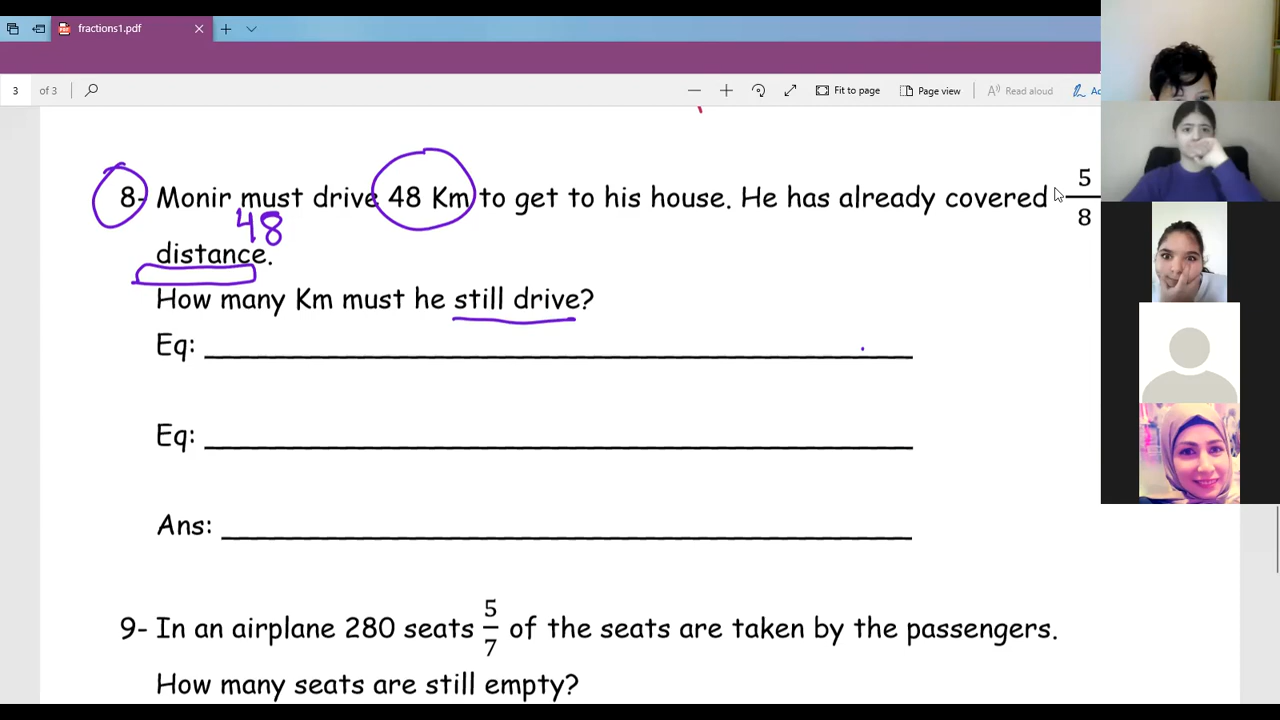 fractions1.pdf
3 of 3
Fit to page
Page view
Read aloud
8- Monir must drive 48 Km to get to his house. He has already covered 5/8
48
distance.
How many Km must he still drive?
Eq:
Eq:
Ans:
9- In an airplane 280 seats 5/7 of the seats are taken by the passengers.
How many seats are still empty?